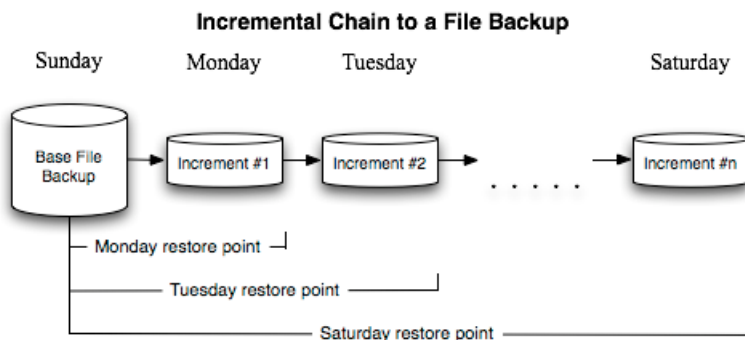 Incremental Chain to a File Backup
Sunday Monday Tuesday Saturday
Base File
Backup
Increment #1 Increment #2 . . . . . Increment #n
Monday restore point
Tuesday restore point
Saturday restore point